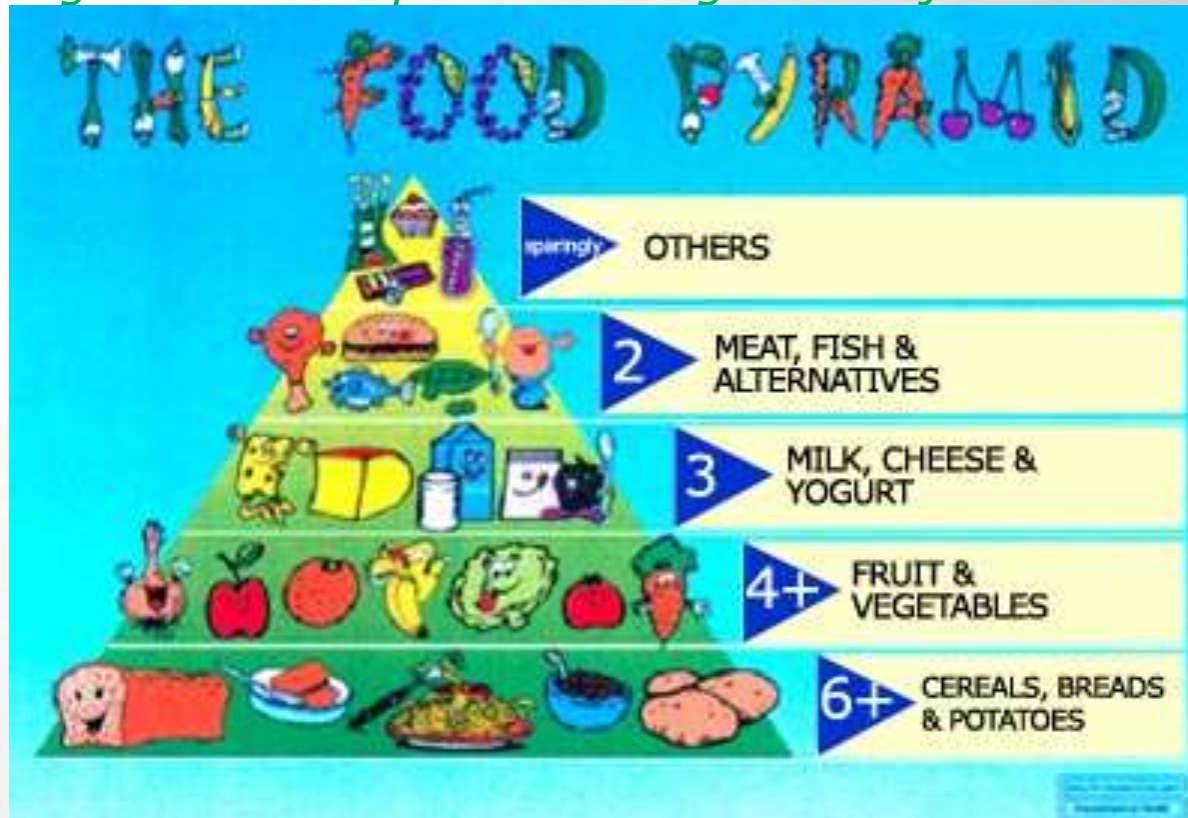 THE FOOD PYRAMID
sparingly
OTHERS
2
MEAT, FISH &
ALTERNATIVES
3
MILK, CHEESE &
YOGURT
4+
FRUIT &
VEGETABLES
6+
CEREALS, BREADS
& POTATOES